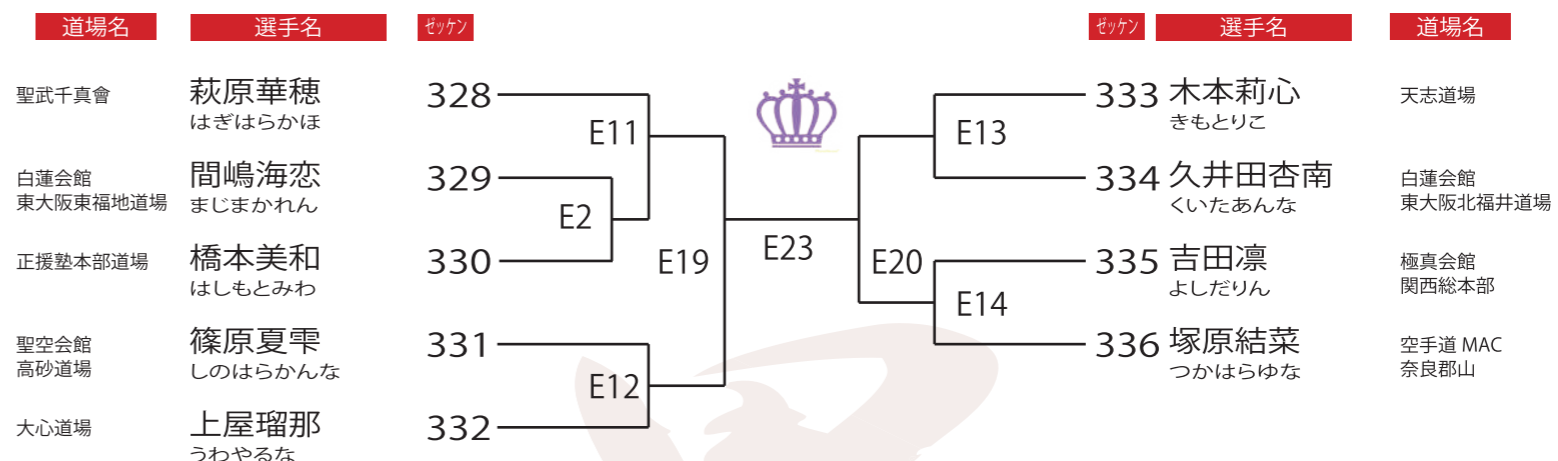 道場名
選手名
ゼッケン
聖武千真會
萩原華穂
はぎはらかほ
328
白蓮会館
東大阪東福地道場
間嶋海恋
まじまかれん
329
正援塾本部道場
橋本美和
はしもとみわ
330
聖空会館
高砂道場
篠原夏雫
しのはらかんな
331
大心道場
上屋瑠那
うわやるな
332
E11
E2
E12
E19
E23
E20
E13
E14
ゼッケン
選手名
道場名
333
木本莉心
きもとりこ
天志道場
334
久井田杏南
くいたあんな
白蓮会館
東大阪北福井道場
335
吉田凛
よしだりん
極真会館
関西総本部
336
塚原結菜
つかはらゆな
空手道 MAC
奈良郡山